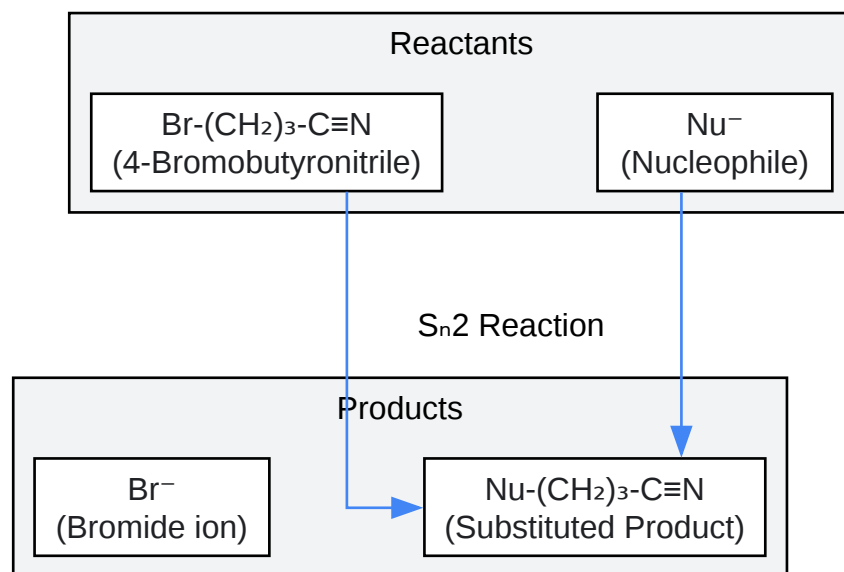 Reactants
Br-(CH₂)₃-C≡N
(4-Bromobutyronitrile)
Nu⁻
(Nucleophile)
Sₙ2 Reaction
Products
Br⁻
(Bromide ion)
Nu-(CH₂)₃-C≡N
(Substituted Product)